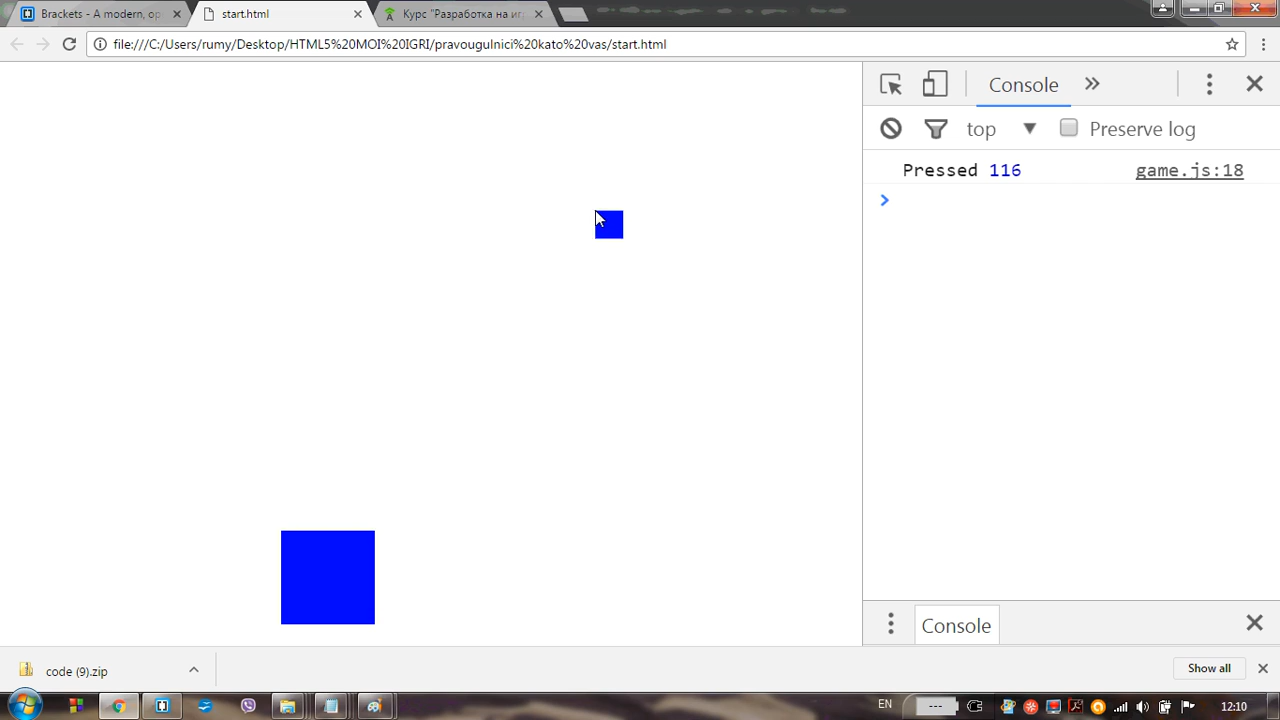 Brackets - A modern, op
start.html
Курс "Разработка на иг
file:///C:/Users/rumy/Desktop/HTML5%20MOI%20IGRI/pravougulnici%20kato%20vas/start.html
Console
top
Preserve log
Pressed 116
game.js:18
Console
code (9).zip
Show all
EN
12:10